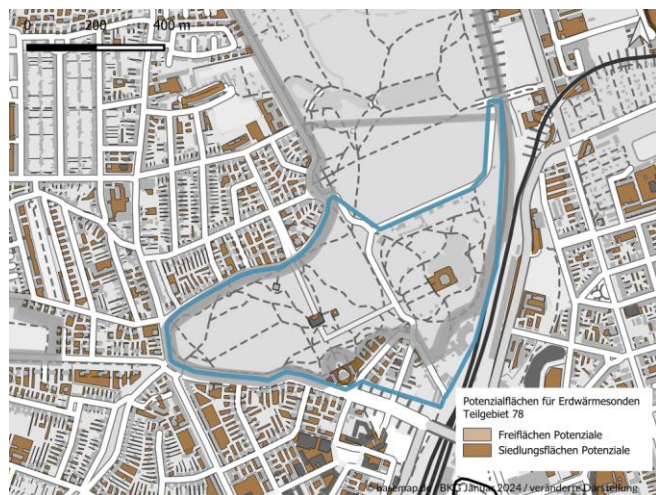 0 200 400 m
Potenzialflächen für Erdwärmesonden
Teilgebiet 78
Freiflächen Potenziale
Siedlungsflächen Potenziale
© basemap.de / BKG Januar 2024 / veränderte Darstellung